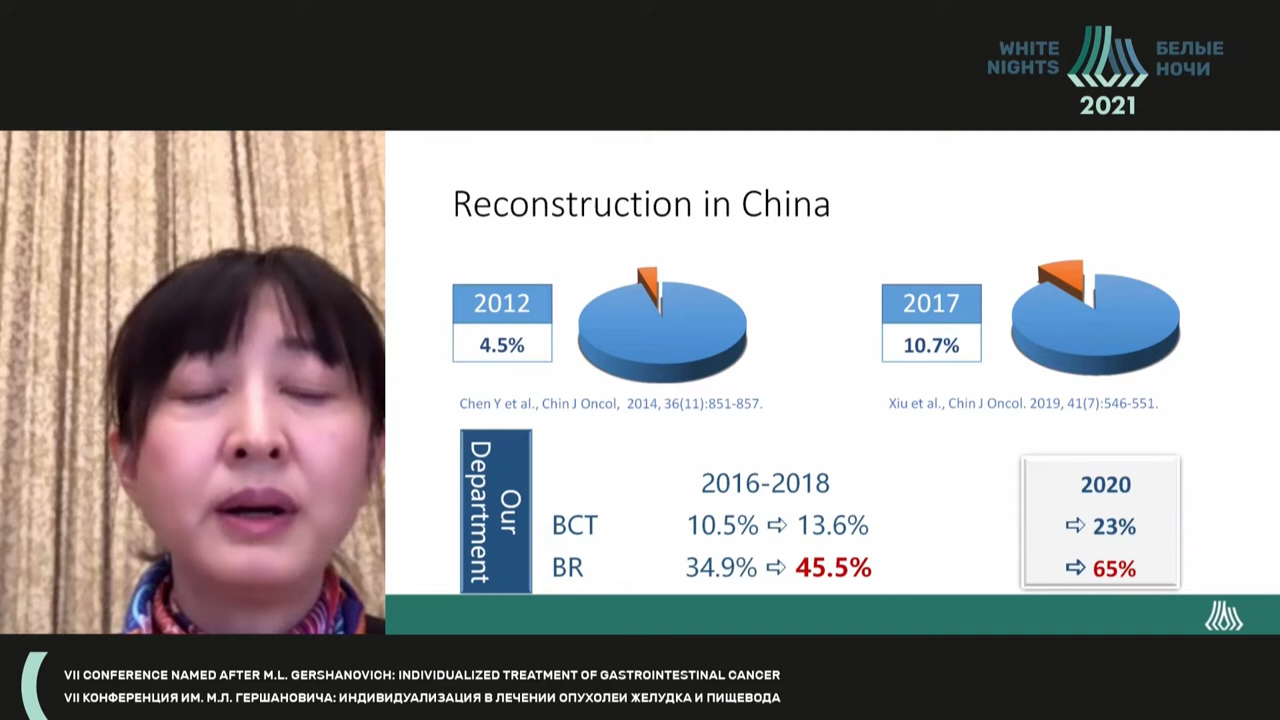 WHITE
NIGHTS
БЕЛЫЕ
НОЧИ
2021
Reconstruction in China
2012
4.5%
2017
10.7%
Chen Y et al., Chin J Oncol, 2014, 36(11):851-857.
Xiu et al., Chin J Oncol. 2019, 41(7):546-551.
Our
Department
2016-2018
2020
BCT 10.5% ⇨ 13.6% ⇨ 23%
BR 34.9% ⇨ 45.5% ⇨ 65%
VII CONFERENCE NAMED AFTER M.L. GERSHANOVICH: INDIVIDUALIZED TREATMENT OF GASTROINTESTINAL CANCER
VII КОНФЕРЕНЦИЯ ИМ. М.Л. ГЕРШАНОВИЧА: ИНДИВИДУАЛИЗАЦИЯ В ЛЕЧЕНИИ ОПУХОЛЕИ ЖЕЛУДКА И ПИЩЕВОДА